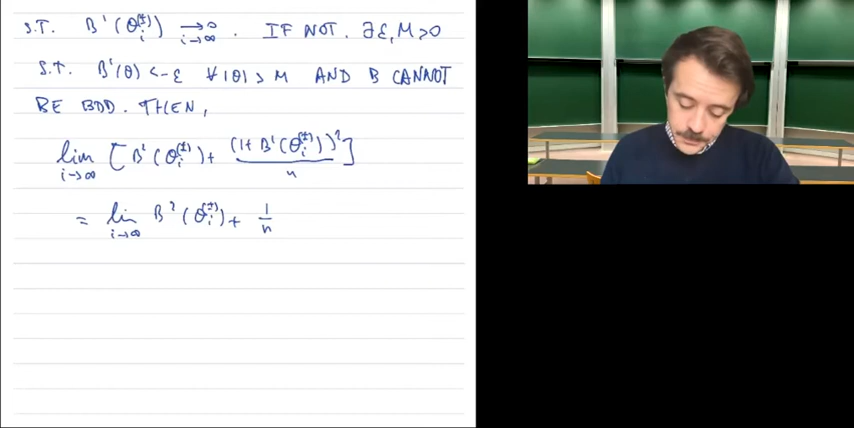 S.T. B'(θ_i^(±)) →_{i→∞} 0. IF NOT. ∃ε, M > 0
S.T. B'(θ) < -ε ∀|θ| > M AND B CANNOT
BE BDD. THEN,
lim_{i→∞} [B²(θ_i^(±)) + (1 + B'(θ_i^(±)))² / n]
= lim_{i→∞} B²(θ_i^(±)) + 1/n